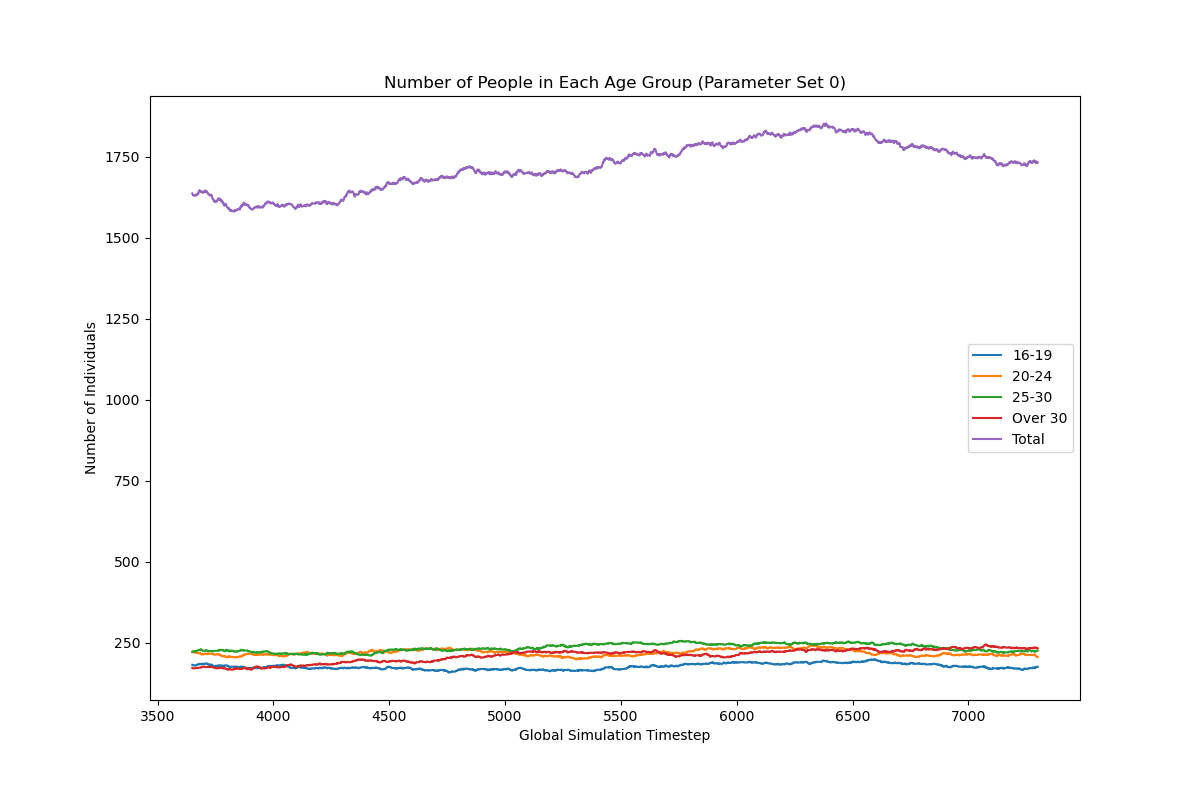 Number of People in Each Age Group (Parameter Set 0)
Number of Individuals
1750
1500
1250
1000
750
500
250
16-19
20-24
25-30
Over 30
Total
3500 4000 4500 5000 5500 6000 6500 7000
Global Simulation Timestep